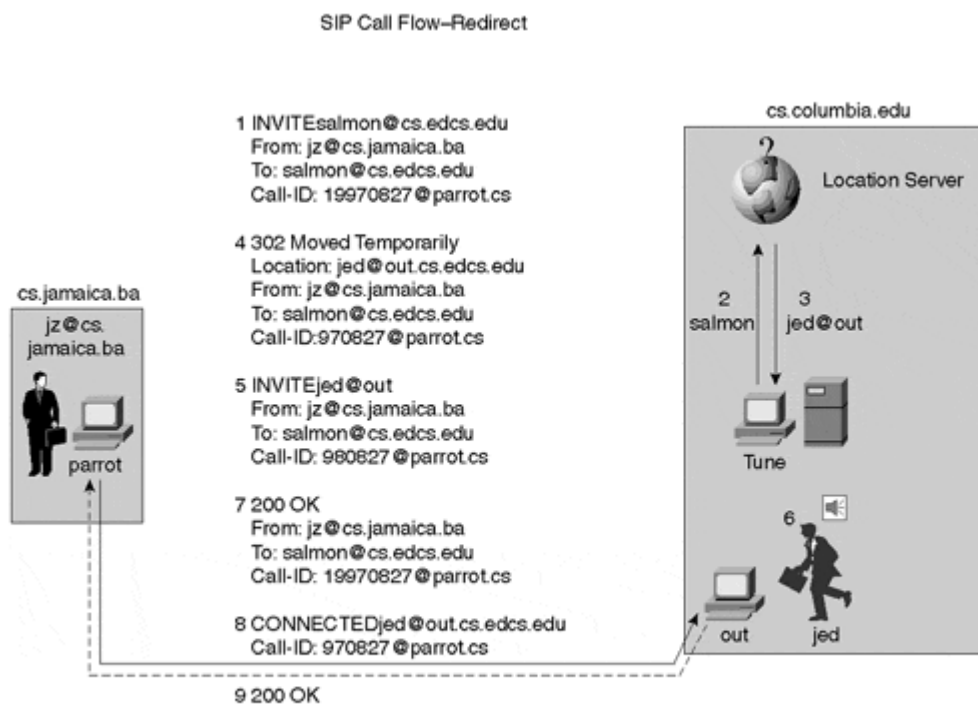 SIP Call Flow–Redirect
1 INVITEsalmon@cs.edcs.edu
From: jz@cs.jamaica.ba
To: salmon@cs.edcs.edu
Call-ID: 19970827@parrot.cs
4 302 Moved Temporarily
Location: jed@out.cs.edcs.edu
From: jz@cs.jamaica.ba
To: salmon@cs.edcs.edu
Call-ID:970827@parrot.cs
5 INVITEjed@out
From: jz@cs.jamaica.ba
To: salmon@cs.edcs.edu
Call-ID: 980827@parrot.cs
7 200 OK
From: jz@cs.jamaica.ba
To: salmon@cs.edcs.edu
Call-ID: 19970827@parrot.cs
8 CONNECTEDjed@out.cs.edcs.edu
Call-ID: 970827@parrot.cs
9 200 OK
cs.jamaica.ba
jz@cs.
jamaica.ba
parrot
cs.columbia.edu
?
Location Server
2
salmon
3
jed@out
Tune
6
out
jed